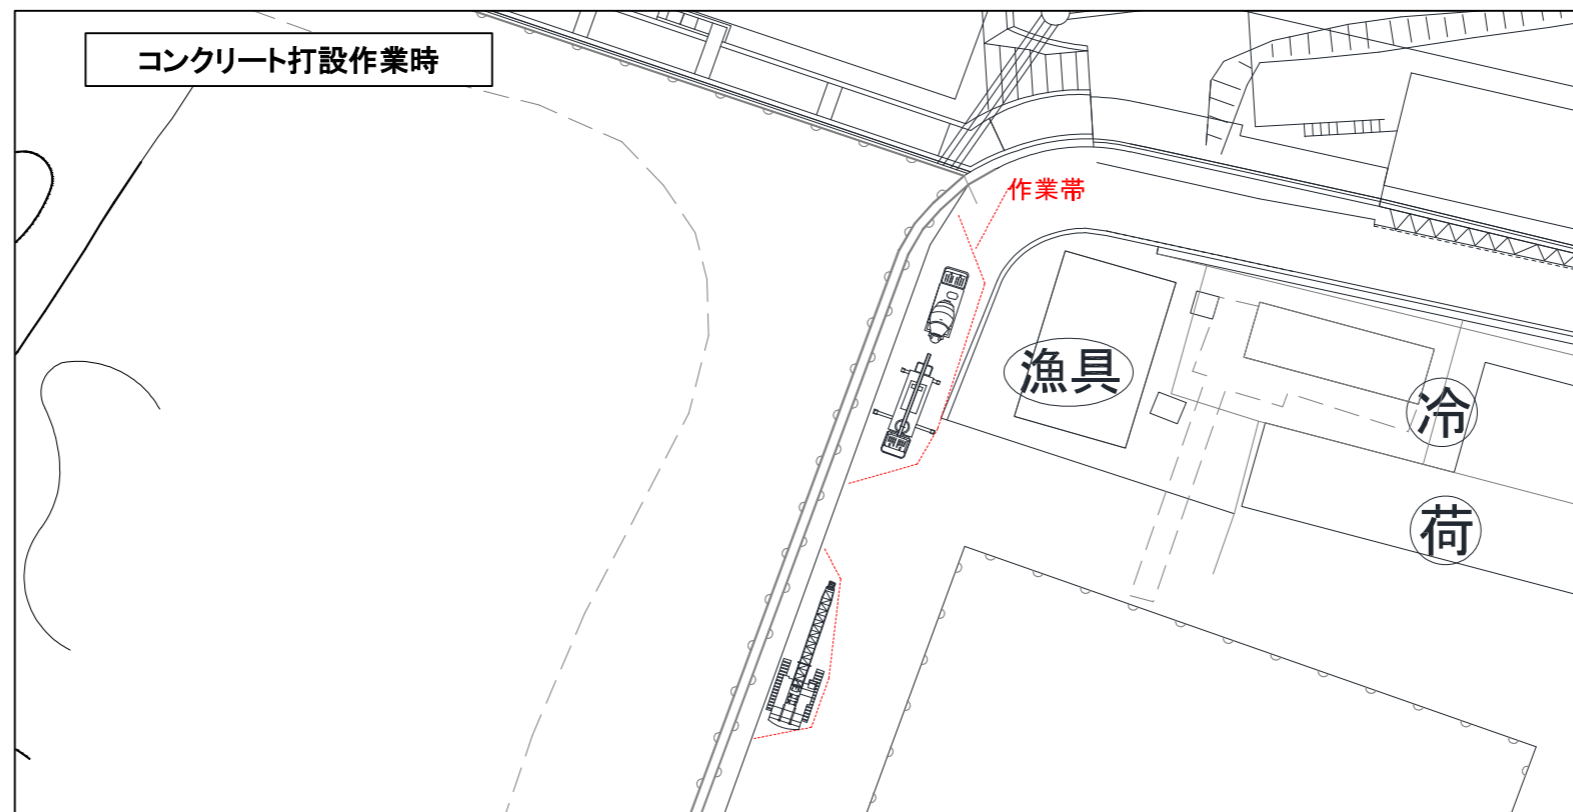 コンクリート打設作業時
作業帯
漁具
冷
荷